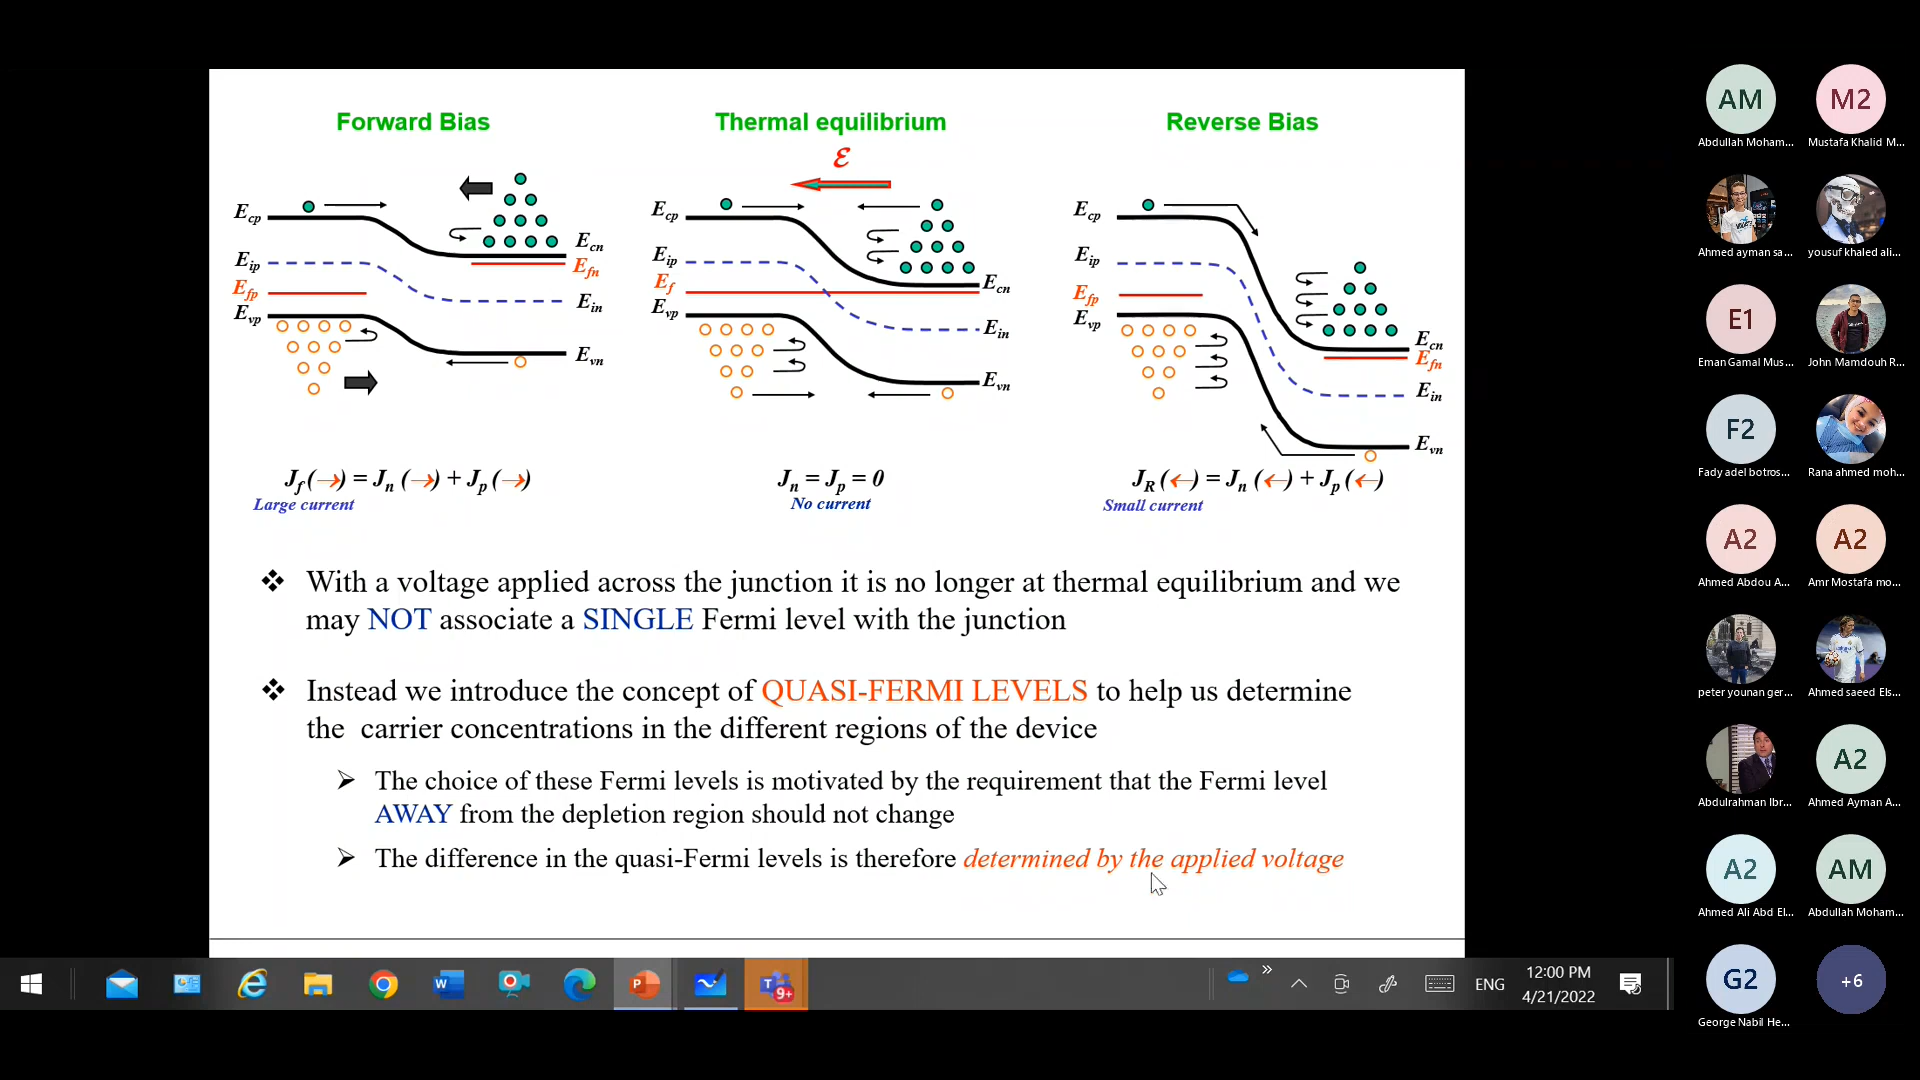 Forward Bias
Thermal equilibrium
Reverse Bias
ℰ
Ecp
Eip
Efp
Evp
Ecn
Efn
Ein
Evn
Ecp
Eip
Ef
Evp
Ecn
Ein
Evn
Ecp
Eip
Efp
Evp
Ecn
Efn
Ein
Evn
Jf (→) = Jn (→) + Jp (→)
Large current
Jn = Jp = 0
No current
JR (←) = Jn (←) + Jp (←)
Small current
❖ With a voltage applied across the junction it is no longer at thermal equilibrium and we
may NOT associate a SINGLE Fermi level with the junction
❖ Instead we introduce the concept of QUASI-FERMI LEVELS to help us determine
the carrier concentrations in the different regions of the device
➢ The choice of these Fermi levels is motivated by the requirement that the Fermi level
AWAY from the depletion region should not change
➢ The difference in the quasi-Fermi levels is therefore determined by the applied voltage
AM
Abdullah Moham...
M2
Mustafa Khalid M...
Ahmed ayman sa...
yousuf khaled ali...
E1
Eman Gamal Mus...
John Mamdouh R...
F2
Fady adel botros...
Rana ahmed moh...
A2
Ahmed Abdou A...
A2
Amr Mostafa mo...
peter younan ger...
Ahmed saeed Els...
Abdulrahman Ibr...
A2
Ahmed Ayman A...
A2
Ahmed Ali Abd El...
AM
Abdullah Moham...
G2
George Nabil He...
+6
W
P
T
9+
ENG
12:00 PM
4/21/2022